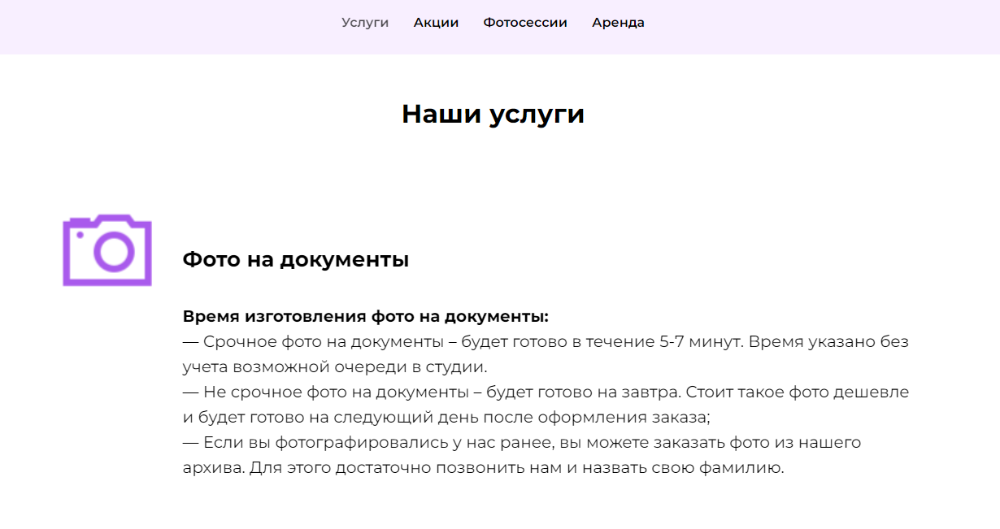 Услуги Акции Фотосессии Аренда
Наши услуги
Фото на документы
Время изготовления фото на документы:
— Срочное фото на документы – будет готово в течение 5-7 минут. Время указано без
учета возможной очереди в студии.
— Не срочное фото на документы – будет готово на завтра. Стоит такое фото дешевле
и будет готово на следующий день после оформления заказа;
— Если вы фотографировались у нас ранее, вы можете заказать фото из нашего
архива. Для этого достаточно позвонить нам и назвать свою фамилию.